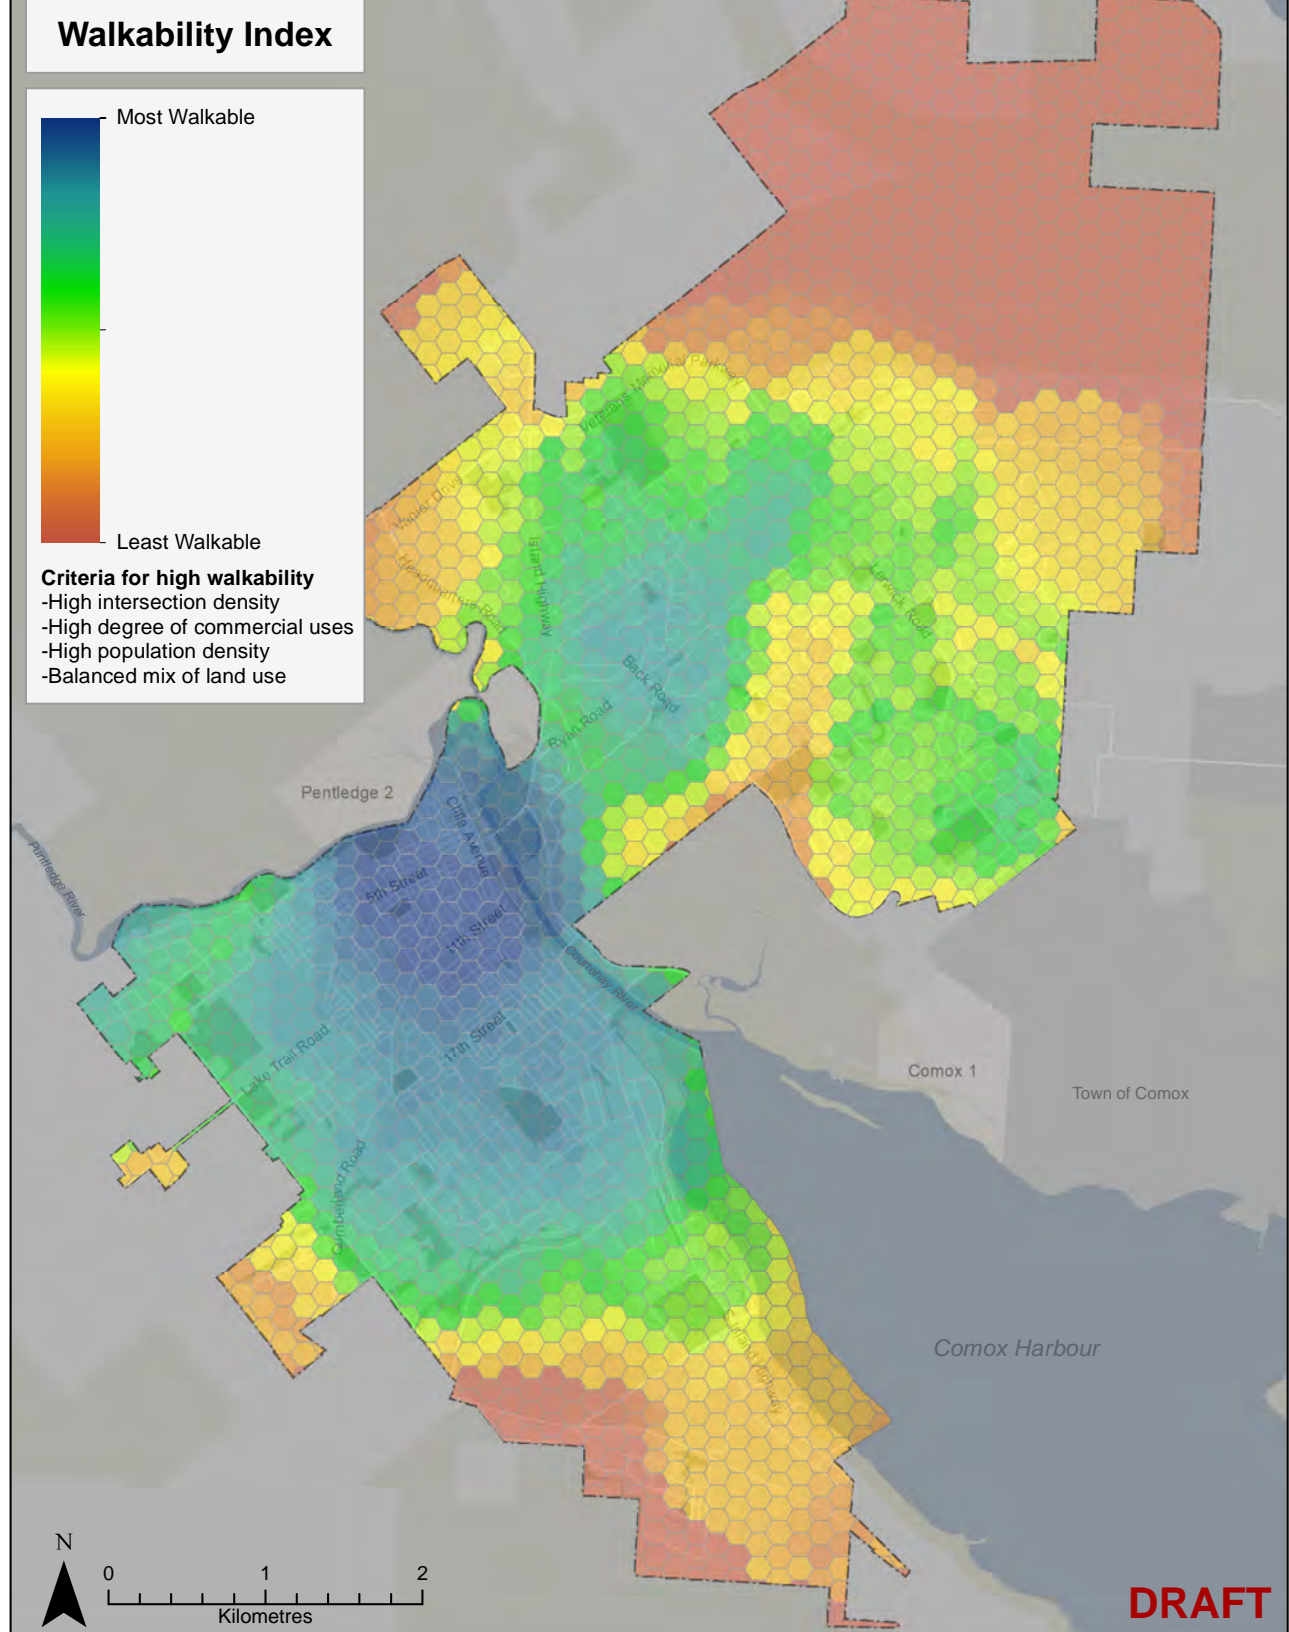 Walkability Index
Most Walkable
Least Walkable
Criteria for high walkability
-High intersection density
-High degree of commercial uses
-High population density
-Balanced mix of land use
Veterans Memorial Parkway
Vanier Drive
Headquarters Road
Island Highway
Lerwick Road
Back Road
Ryan Road
Pentledge 2
Cliffe Avenue
Puntledge River
5th Street
11th Street
Courtenay River
17th Street
Lake Trail Road
Comox 1
Town of Comox
Cumberland Road
S Island Highway
Comox Harbour
N
0 1 2
Kilometres
DRAFT